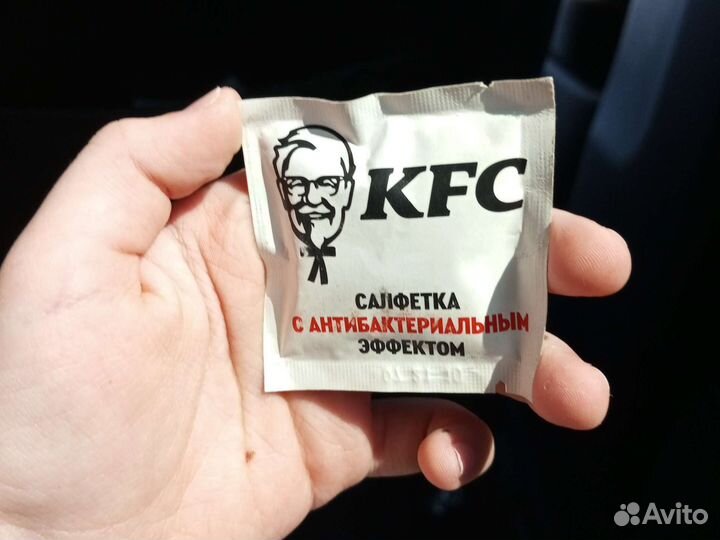 KFC
САЛФЕТКА
С АНТИБАКТЕРИАЛЬНЫМ
ЭФФЕКТОМ
Avito